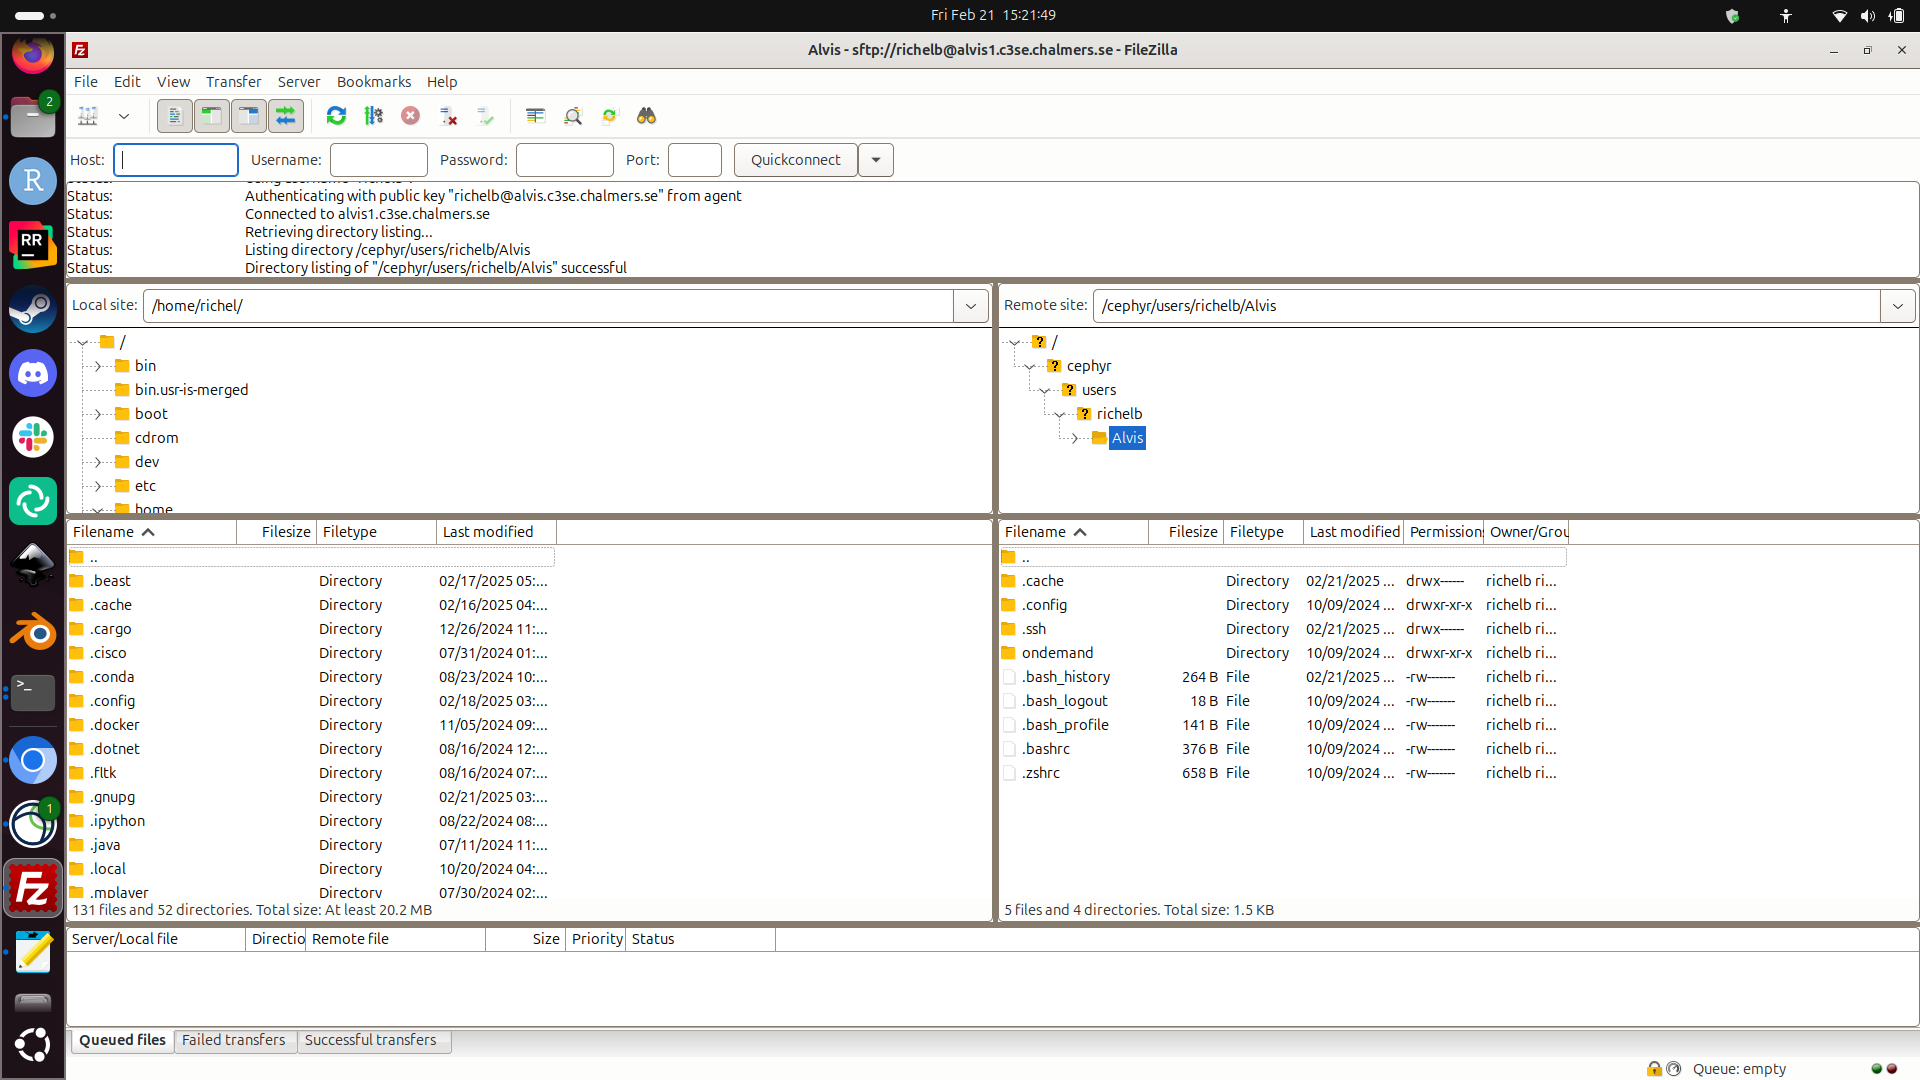 Fri Feb 21 15:21:49
Alvis - sftp://richelb@alvis1.c3se.chalmers.se - FileZilla
File Edit View Transfer Server Bookmarks Help
Host: Username: Password: Port: Quickconnect
Status: Authenticating with public key "richelb@alvis.c3se.chalmers.se" from agent
Status: Connected to alvis1.c3se.chalmers.se
Status: Retrieving directory listing...
Status: Listing directory /cephyr/users/richelb/Alvis
Status: Directory listing of "/cephyr/users/richelb/Alvis" successful
Local site: /home/richel/
/
bin
bin.usr-is-merged
boot
cdrom
dev
etc
home
Remote site: /cephyr/users/richelb/Alvis
/
cephyr
users
richelb
Alvis
Filename Filesize Filetype Last modified
..
.beast Directory 02/17/2025 05:...
.cache Directory 02/16/2025 04:...
.cargo Directory 12/26/2024 11:...
.cisco Directory 07/31/2024 01:...
.conda Directory 08/23/2024 10:...
.config Directory 02/18/2025 03:...
.docker Directory 11/05/2024 09:...
.dotnet Directory 08/16/2024 12:...
.fltk Directory 08/16/2024 07:...
.gnupg Directory 02/21/2025 03:...
.ipython Directory 08/22/2024 08:...
.java Directory 07/11/2024 11:...
.local Directory 10/20/2024 04:...
.mplayer Directory 07/30/2024 02:...
131 files and 52 directories. Total size: At least 20.2 MB
Filename Filesize Filetype Last modified Permissions Owner/Grou
..
.cache Directory 02/21/2025 ... drwx------ richelb ri...
.config Directory 10/09/2024 ... drwxr-xr-x richelb ri...
.ssh Directory 02/21/2025 ... drwx------ richelb ri...
ondemand Directory 10/09/2024 ... drwxr-xr-x richelb ri...
.bash_history 264 B File 02/21/2025 ... -rw------- richelb ri...
.bash_logout 18 B File 10/09/2024 ... -rw------- richelb ri...
.bash_profile 141 B File 10/09/2024 ... -rw------- richelb ri...
.bashrc 376 B File 10/09/2024 ... -rw------- richelb ri...
.zshrc 658 B File 10/09/2024 ... -rw------- richelb ri...
5 files and 4 directories. Total size: 1.5 KB
Server/Local file Directio Remote file Size Priority Status
Queued files Failed transfers Successful transfers
Queue: empty
2
R
RR
>_
1
Fz